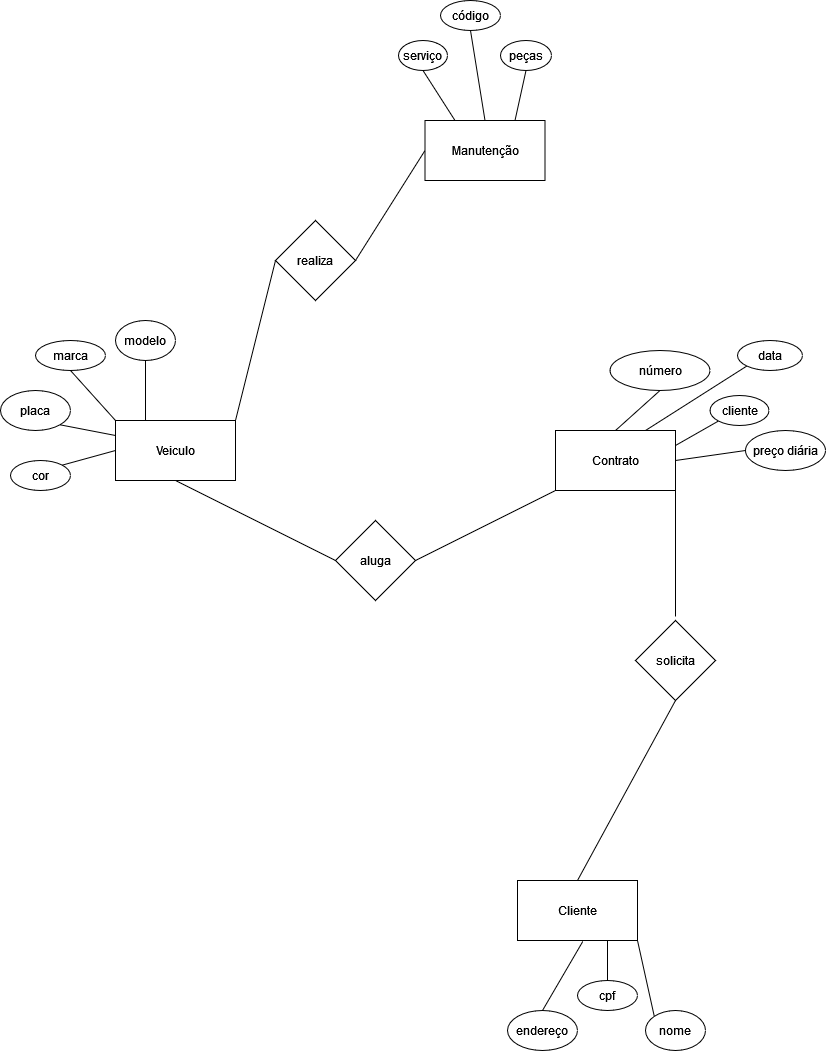 código
serviço
peças
Manutenção
realiza
modelo
marca
placa
Veiculo
cor
número
data
cliente
Contrato
preço diária
aluga
solicita
Cliente
cpf
endereço
nome